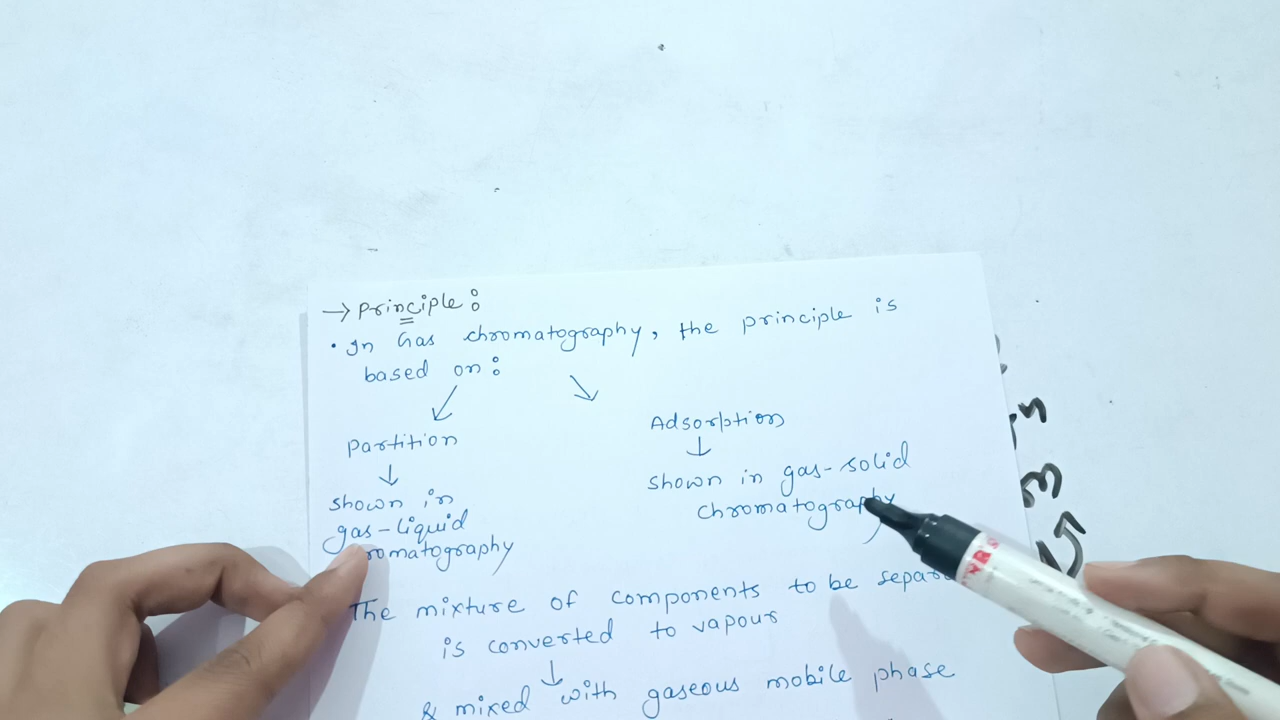 → Principle :
• In Gas chromatography, the principle is
based on :
Partition
Adsorption
shown in
gas-liquid
chromatography
shown in gas-solid
chromatography
The mixture of components to be
is converted to vapour
& mixed with gaseous mobile phase